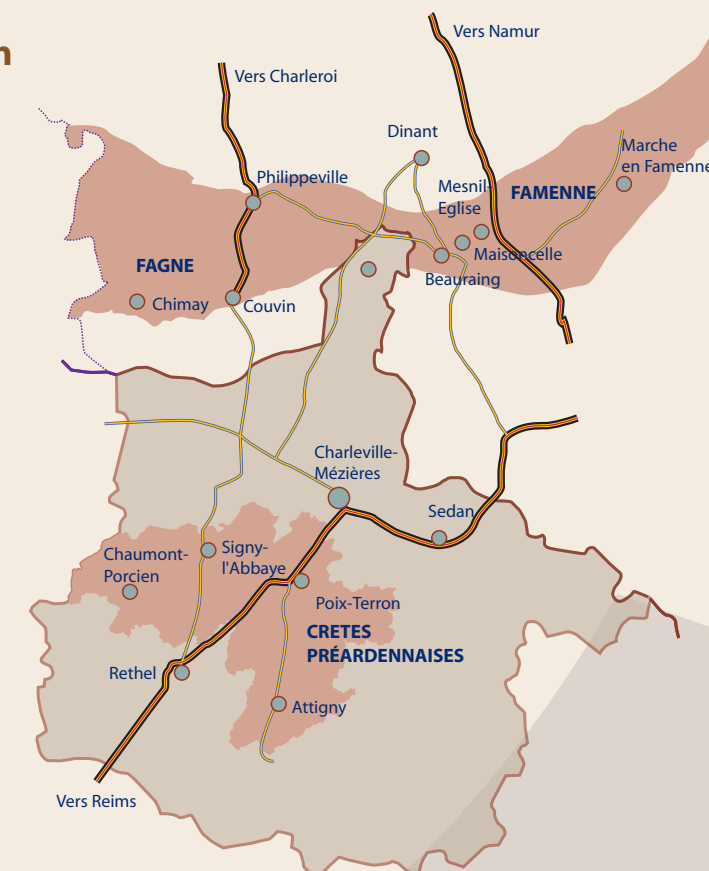 n
Vers Namur
Vers Charleroi
Dinant
Marche
en Famenne
Philippeville
Mesnil-
Eglise
FAMENNE
Maisoncelle
FAGNE
Beauraing
Chimay
Couvin
Charleville-
Mézières
Sedan
Signy-
l'Abbaye
Chaumont-
Porcien
Poix-Terron
CRETES
PRÉARDENNAISES
Rethel
Attigny
Vers Reims